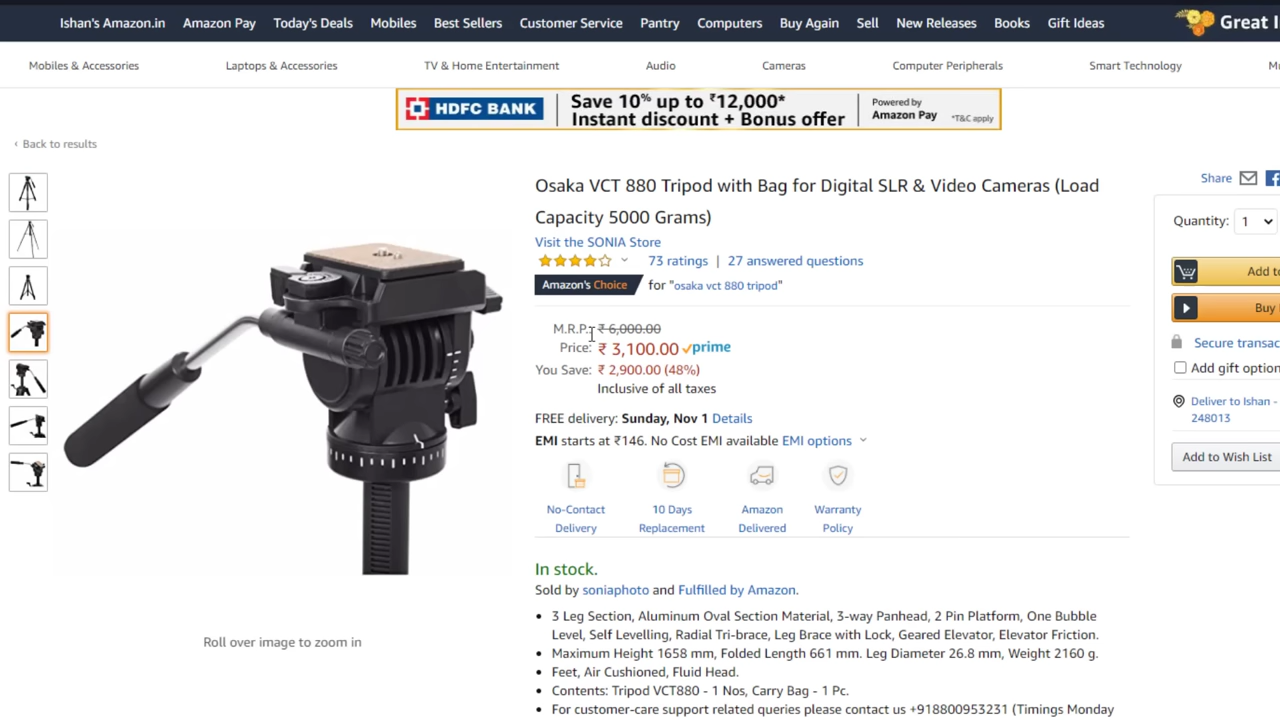 Ishan's Amazon.in Amazon Pay Today's Deals Mobiles Best Sellers Customer Service Pantry Computers Buy Again Sell New Releases Books Gift Ideas Great
Mobiles & Accessories Laptops & Accessories TV & Home Entertainment Audio Cameras Computer Peripherals Smart Technology
HDFC BANK Save 10% up to ₹12,000* Powered by
Instant discount + Bonus offer Amazon Pay *T&C apply
‹ Back to results
Share
Osaka VCT 880 Tripod with Bag for Digital SLR & Video Cameras (Load
Capacity 5000 Grams)
Quantity: 1
Visit the SONIA Store
73 ratings | 27 answered questions
Add to
Amazon's Choice for "osaka vct 880 tripod"
Buy
M.R.P.: ₹ 6,000.00
Price: ₹ 3,100.00 prime
Secure transac
You Save: ₹ 2,900.00 (48%)
Add gift option
Inclusive of all taxes
Deliver to Ishan -
248013
FREE delivery: Sunday, Nov 1 Details
EMI starts at ₹146. No Cost EMI available EMI options
Add to Wish List
No-Contact Delivery
10 Days Replacement
Amazon Delivered
Warranty Policy
In stock.
Sold by soniaphoto and Fulfilled by Amazon.
• 3 Leg Section, Aluminum Oval Section Material, 3-way Panhead, 2 Pin Platform, One Bubble
Level, Self Levelling, Radial Tri-brace, Leg Brace with Lock, Geared Elevator, Elevator Friction.
• Maximum Height 1658 mm, Folded Length 661 mm. Leg Diameter 26.8 mm, Weight 2160 g.
• Feet, Air Cushioned, Fluid Head.
• Contents: Tripod VCT880 - 1 Nos, Carry Bag - 1 Pc.
• For customer-care support related queries please contact us +918800953231 (Timings Monday
Roll over image to zoom in